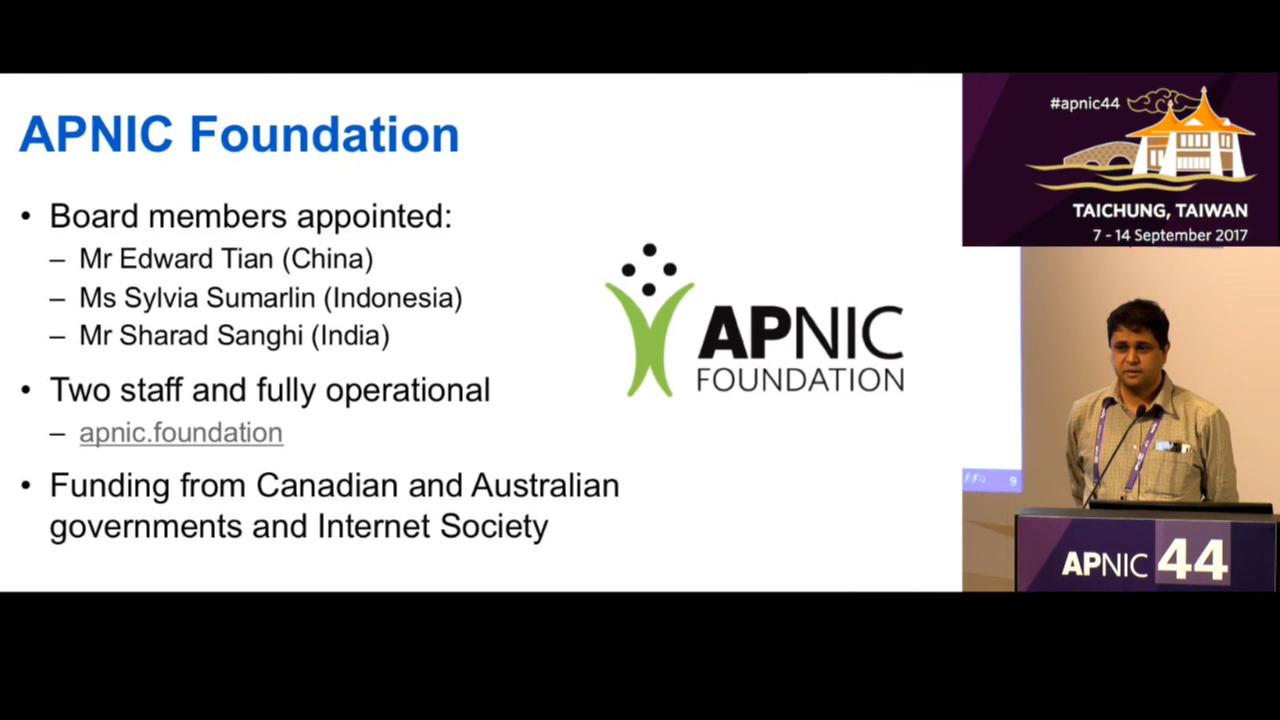 APNIC Foundation
• Board members appointed:
– Mr Edward Tian (China)
– Ms Sylvia Sumarlin (Indonesia)
– Mr Sharad Sanghi (India)
• Two staff and fully operational
– apnic.foundation
• Funding from Canadian and Australian
governments and Internet Society
APNIC
FOUNDATION
#apnic44
TAICHUNG, TAIWAN
7 - 14 September 2017
9
APNIC 44